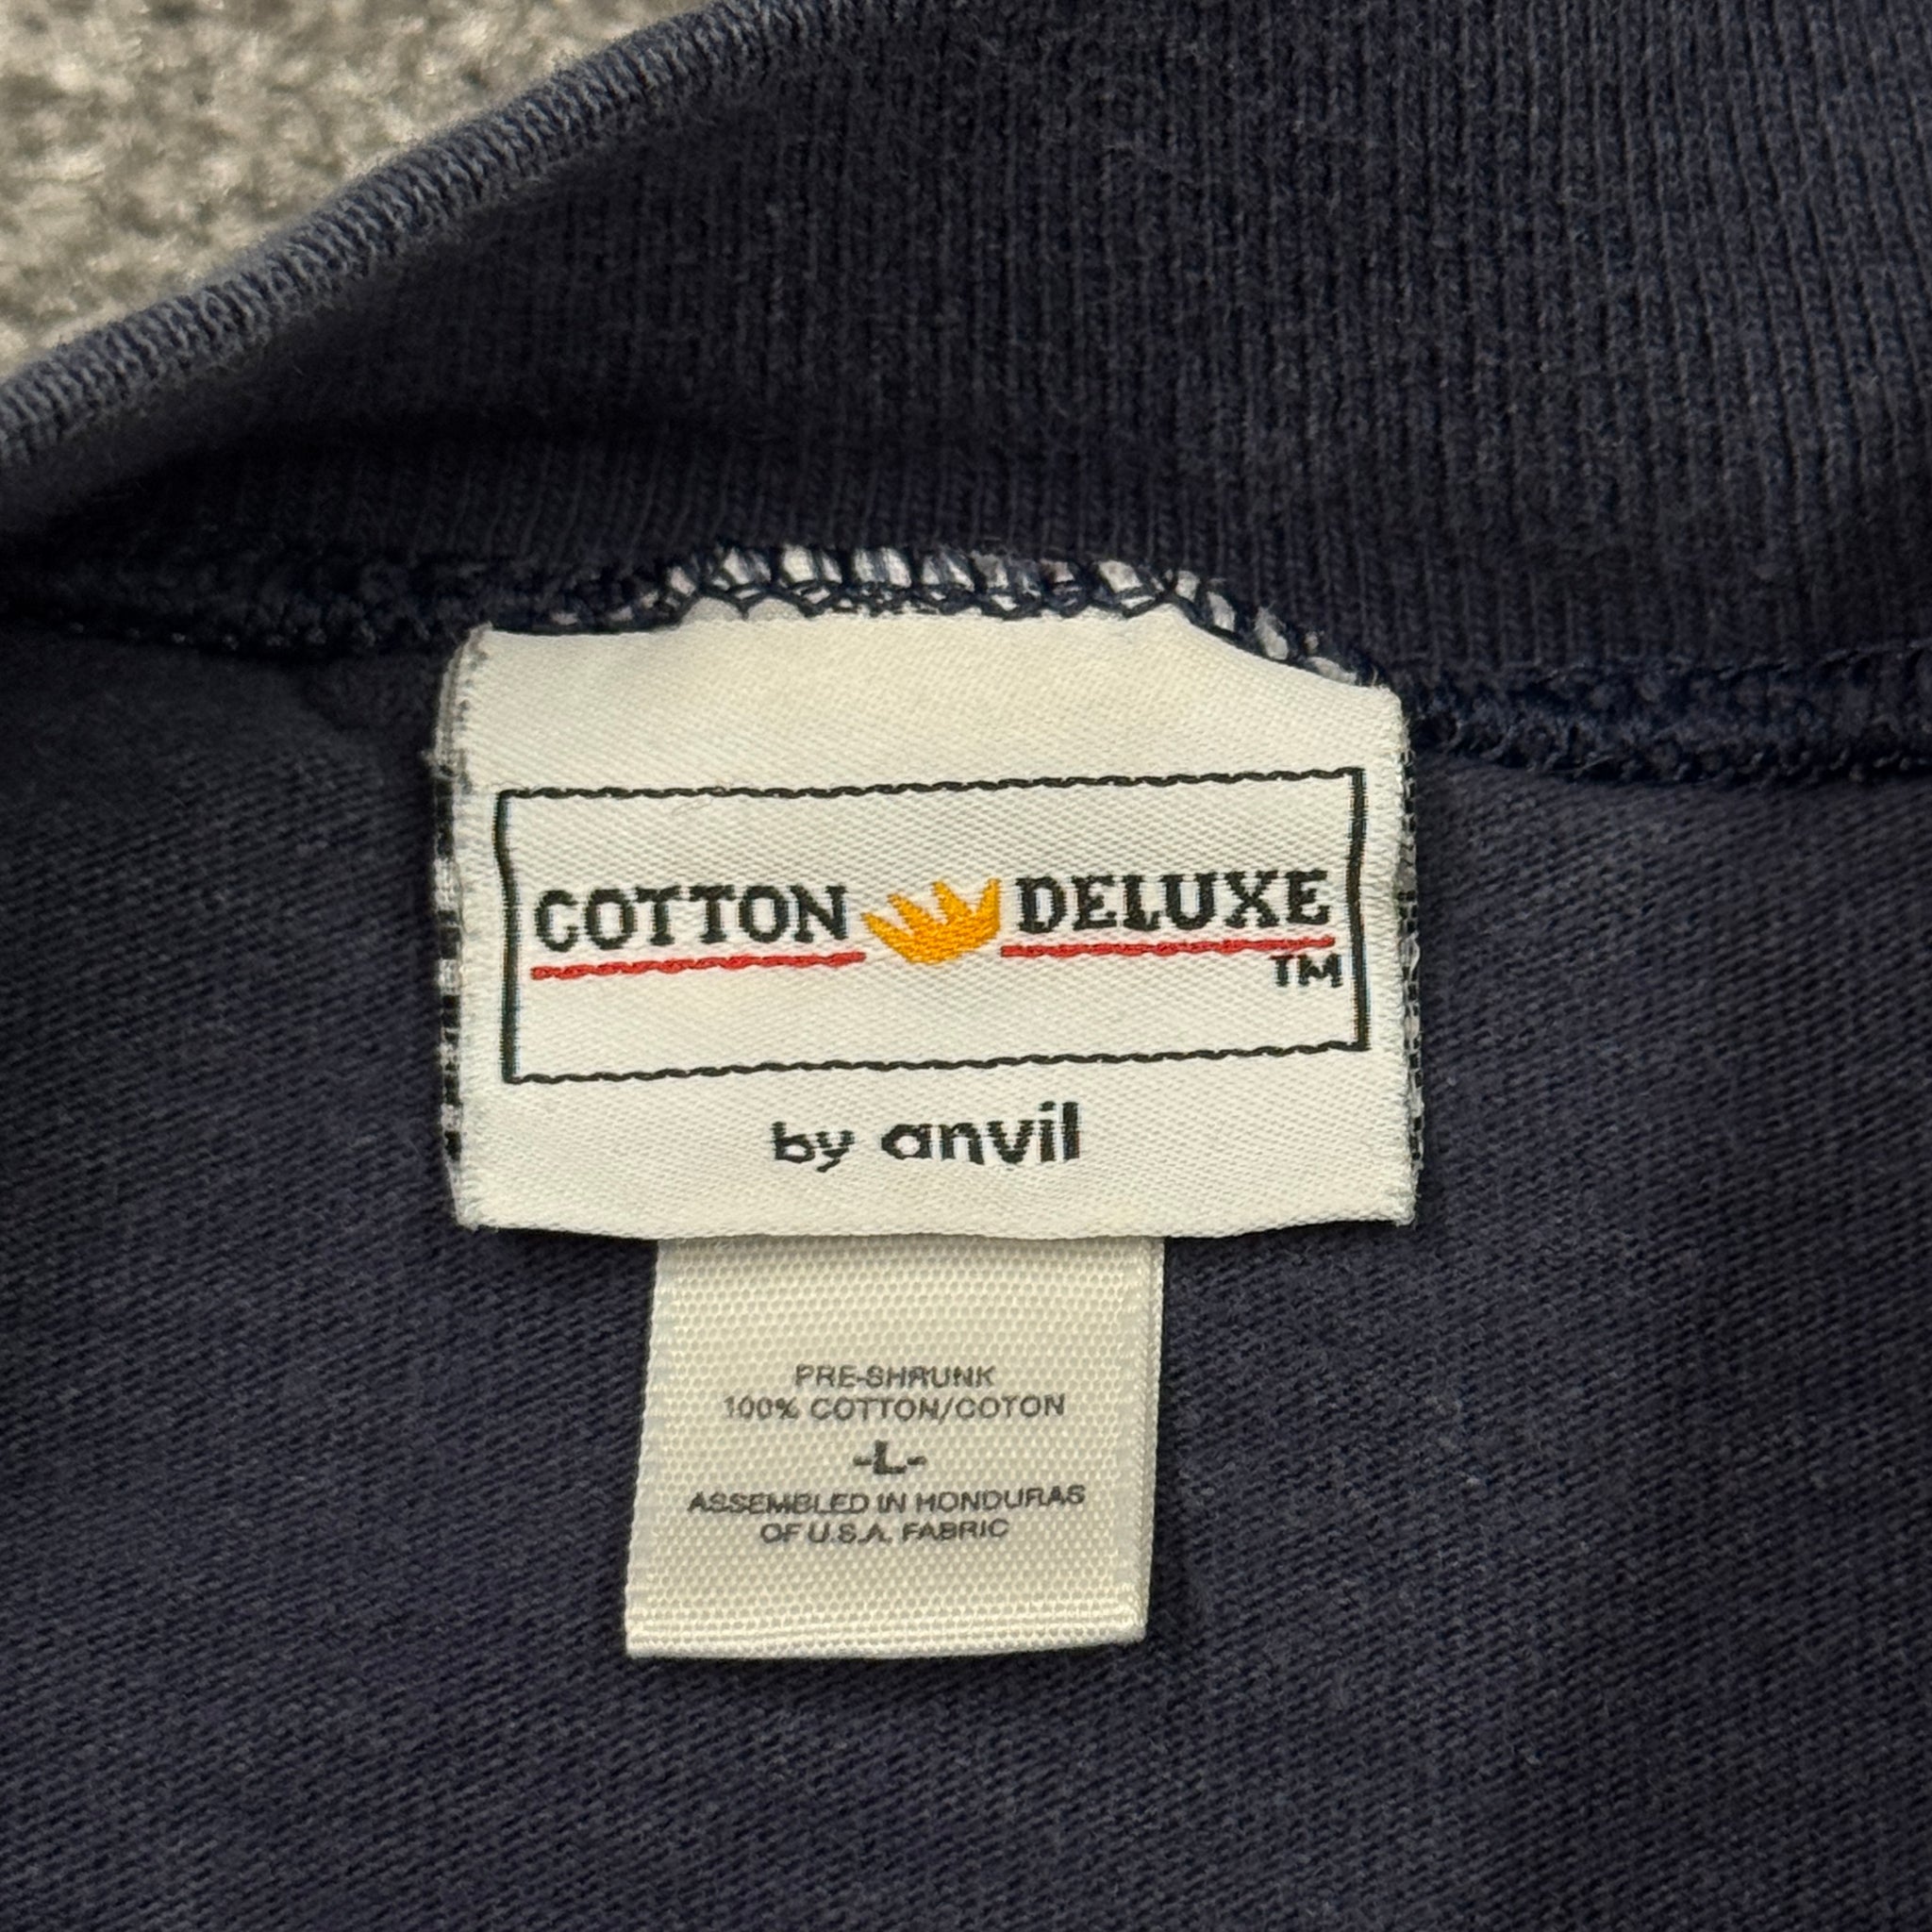 COTTON DELUXE
TM
by anvil
PRE-SHRUNK
100% COTTON/COTON
-L-
ASSEMBLED IN HONDURAS
OF U.S.A. FABRIC